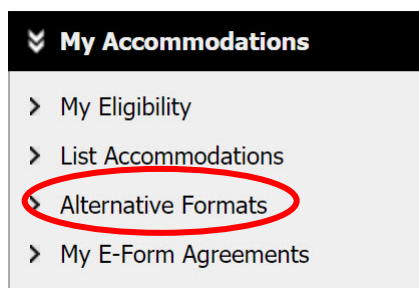 My Accommodations
My Eligibility
List Accommodations
Alternative Formats
My E-Form Agreements